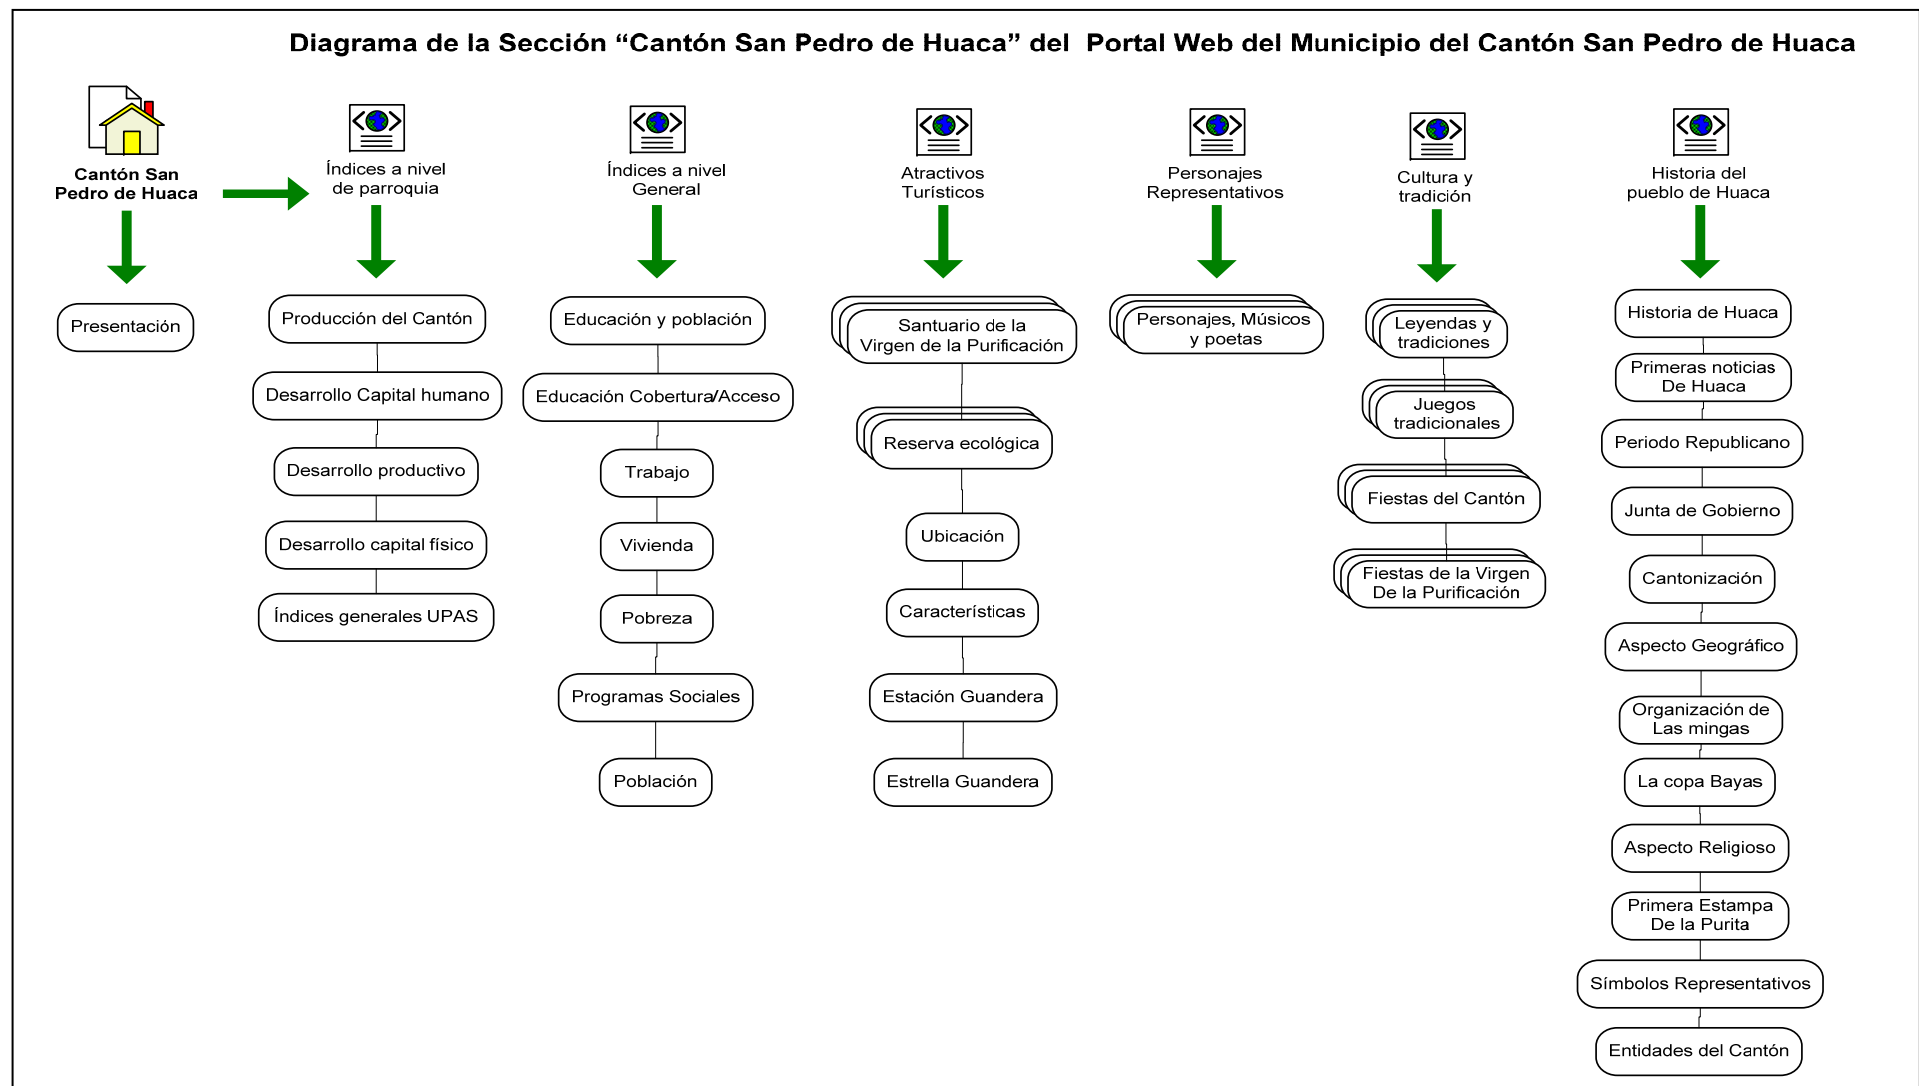 Diagrama de la Sección “Cantón San Pedro de Huaca” del Portal Web del Municipio del Cantón San Pedro de Huaca
Cantón San
Pedro de Huaca
Presentación
Índices a nivel
de parroquia
Producción del Cantón
Desarrollo Capital humano
Desarrollo productivo
Desarrollo capital físico
Índices generales UPAS
Índices a nivel
General
Educación y población
Educación Cobertura/Acceso
Trabajo
Vivienda
Pobreza
Programas Sociales
Población
Atractivos
Turísticos
Santuario de la
Virgen de la Purificación
Reserva ecológica
Ubicación
Características
Estación Guandera
Estrella Guandera
Personajes
Representativos
Personajes, Músicos
y poetas
Cultura y
tradición
Leyendas y
tradiciones
Juegos
tradicionales
Fiestas del Cantón
Fiestas de la Virgen
De la Purificación
Historia del
pueblo de Huaca
Historia de Huaca
Primeras noticias
De Huaca
Periodo Republicano
Junta de Gobierno
Cantonización
Aspecto Geográfico
Organización de
Las mingas
La copa Bayas
Aspecto Religioso
Primera Estampa
De la Purita
Símbolos Representativos
Entidades del Cantón